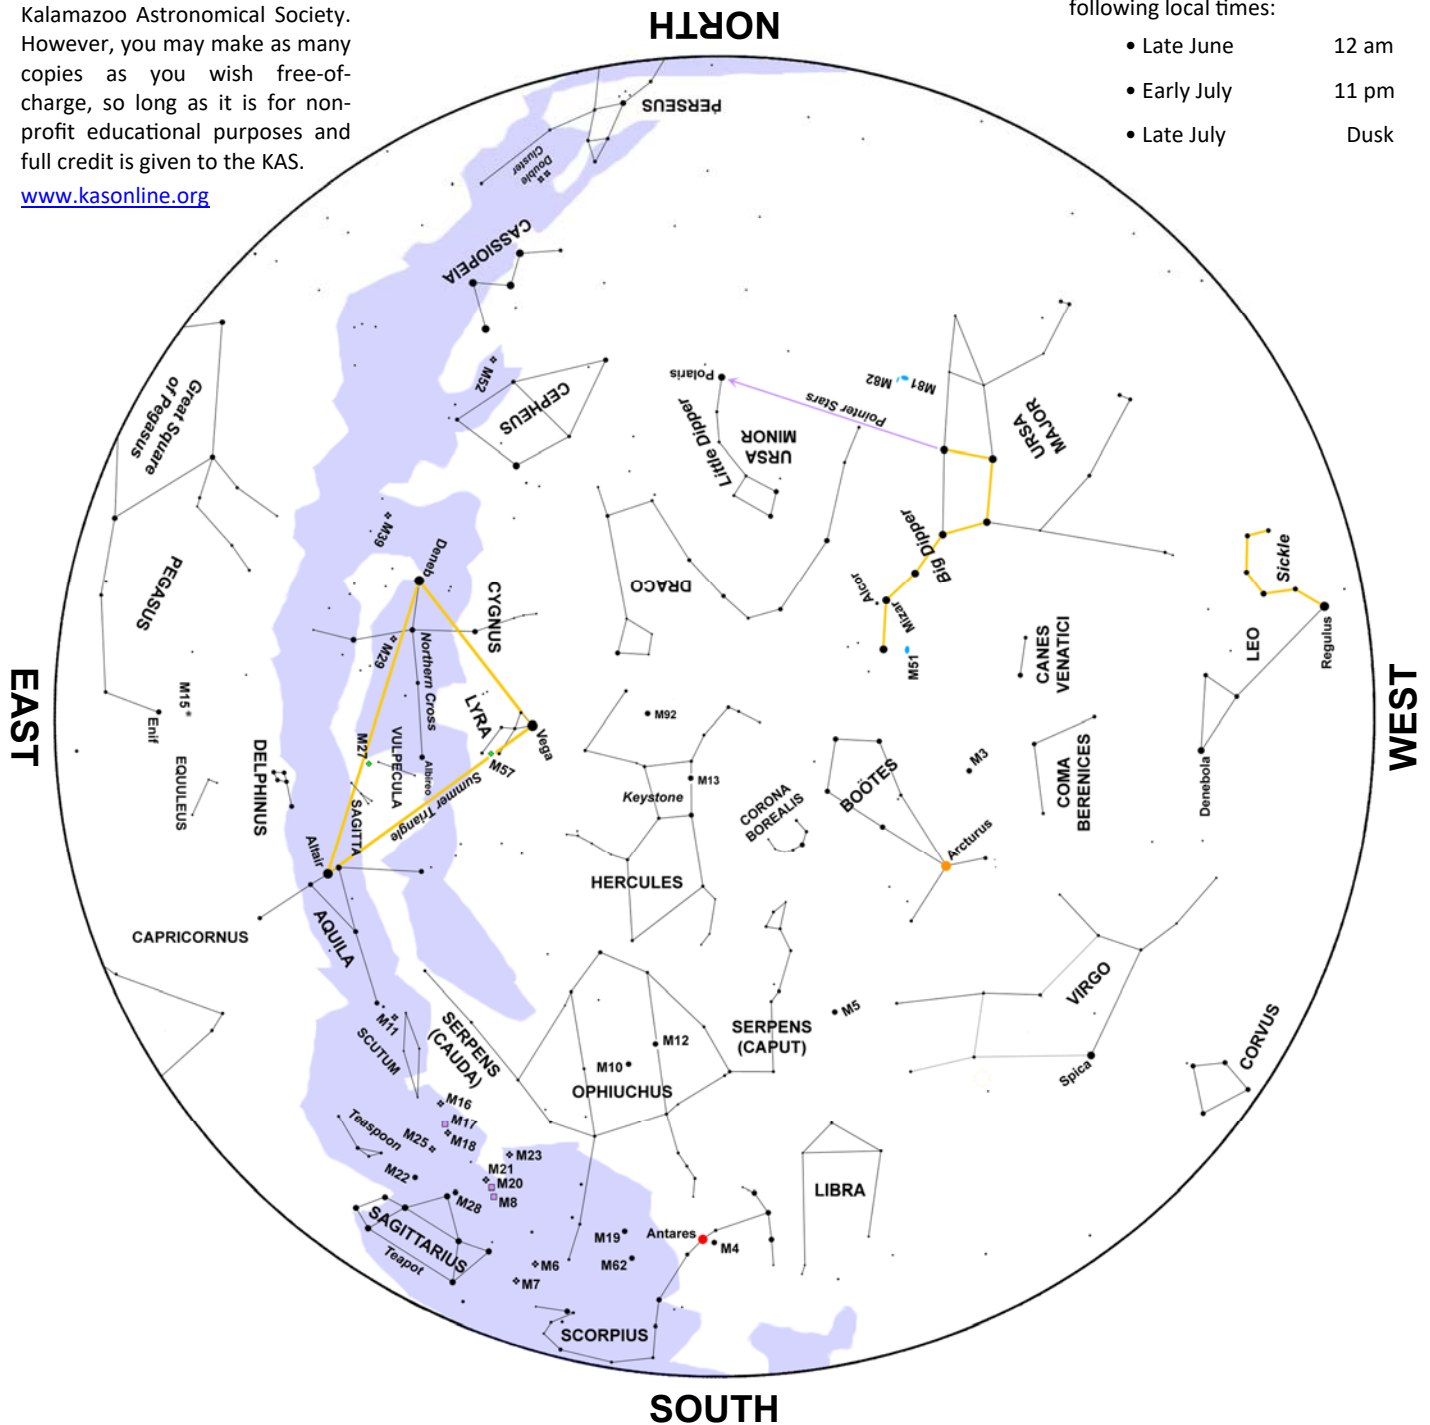 Kalamazoo Astronomical Society.
However, you may make as many
copies as you wish free-of-
charge, so long as it is for non-
profit educational purposes and
full credit is given to the KAS.
www.kasonline.org
following local times:
• Late June 12 am
• Early July 11 pm
• Late July Dusk
NORTH
PERSEUS
Double
Cluster
CASSIOPEIA
M52
CEPHEUS
Polaris
Pointer Stars
M82
M81
Little Dipper
URSA
MINOR
URSA
MAJOR
Great Square
of Pegasus
M39
Deneb
CYGNUS
DRACO
Big Dipper
Alcor
Mizar
M51
Sickle
LEO
Regulus
CANES
VENATICI
PEGASUS
EAST
M15
Enif
M29
Northern Cross
LYRA
Vega
M57
M92
M27
VULPECULA
Albireo
Summer Triangle
SAGITTA
DELPHINUS
EQUULEUS
Altair
M13
Keystone
HERCULES
CORONA
BOREALIS
BOÖTES
M3
Arcturus
COMA
BERENICES
Denebola
WEST
CAPRICORNUS
AQUILA
M11
SCUTUM
SERPENS
(CAUDA)
M12
M10
OPHIUCHUS
SERPENS
(CAPUT)
M5
VIRGO
Spica
CORVUS
M16
M17
M18
Teaspoon
M25
M23
M21
M20
M8
M22
M28
SAGITTARIUS
Teapot
M19
M62
M6
M7
Antares
M4
LIBRA
SCORPIUS
SOUTH